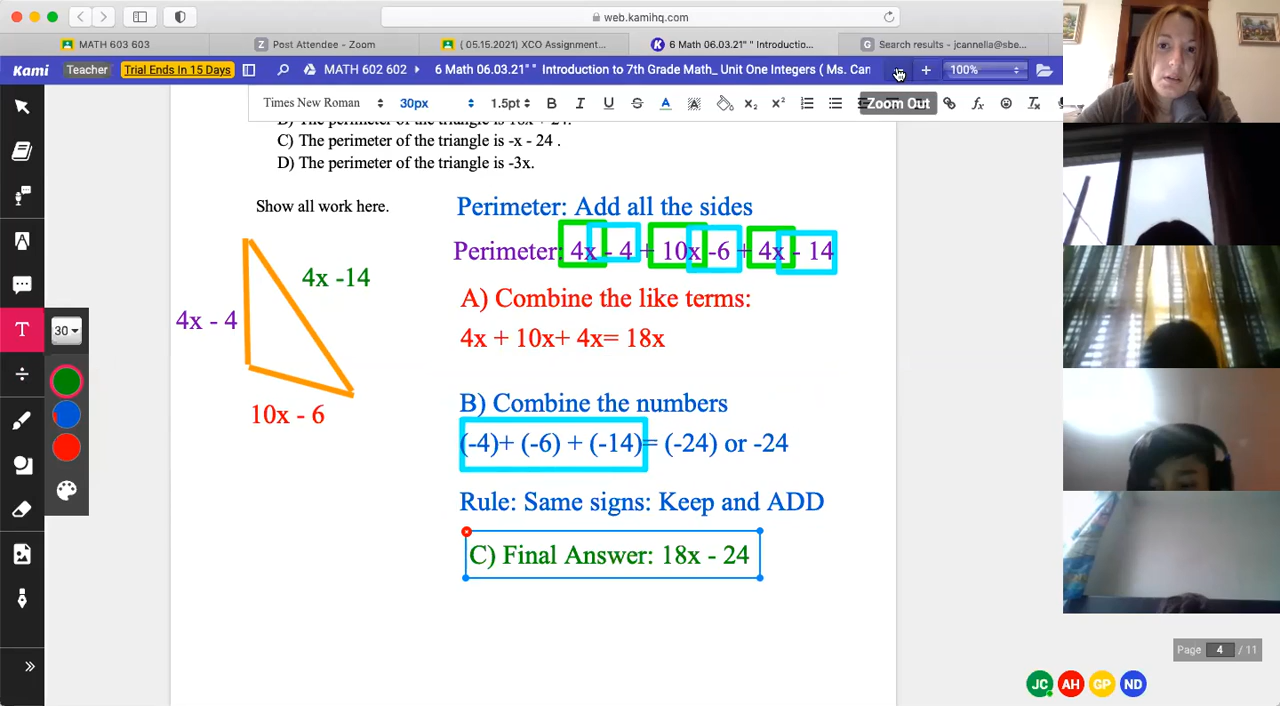 web.kamihq.com
MATH 603 603
Post Attendee - Zoom
( 05.15.2021) XCO Assignment...
6 Math 06.03.21" " Introductio...
Search results - jcannella@sbe...
Kami Teacher Trial Ends In 15 Days MATH 602 602 6 Math 06.03.21" " Introduction to 7th Grade Math_ Unit One Integers ( Ms. Can 100%
Times New Roman 30px 1.5pt B I U S A A X₂ X² Zoom Out
C) The perimeter of the triangle is -x - 24 .
D) The perimeter of the triangle is -3x.
Show all work here.
Perimeter: Add all the sides
Perimeter: 4x - 4 + 10x -6 + 4x - 14
4x -14
4x - 4
10x - 6
A) Combine the like terms:
4x + 10x+ 4x= 18x
B) Combine the numbers
(-4)+ (-6) + (-14)= (-24) or -24
Rule: Same signs: Keep and ADD
C) Final Answer: 18x - 24
T 30
Page 4 / 11
JC AH GP ND